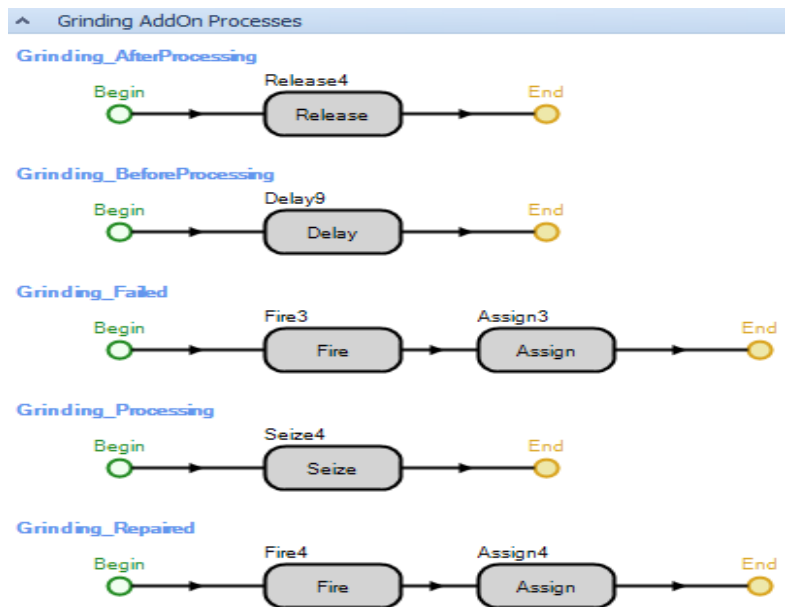 Grinding AddOn Processes
Grinding_AfterProcessing
Release4
Begin
End
Release
Grinding_BeforeProcessing
Delay9
Begin
End
Delay
Grinding_Failed
Fire3
Assign3
Begin
End
Fire
Assign
Grinding_Processing
Seize4
Begin
End
Seize
Grinding_Repaired
Fire4
Assign4
Begin
End
Fire
Assign